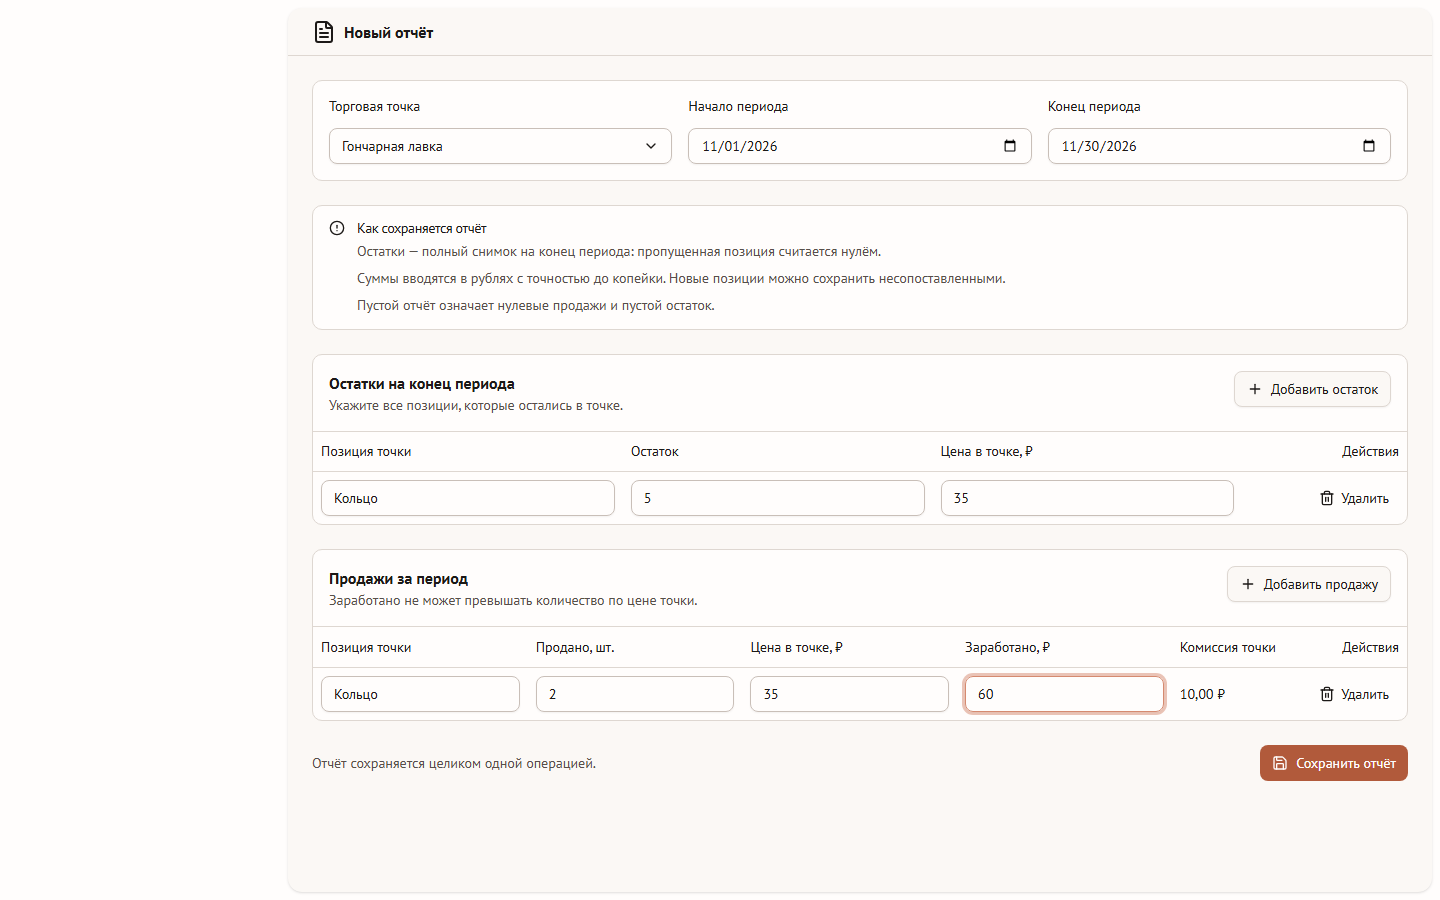 Новый отчёт
Торговая точка
Начало периода
Конец периода
Гончарная лавка
11/01/2026
11/30/2026
Как сохраняется отчёт
Остатки — полный снимок на конец периода: пропущенная позиция считается нулём.
Суммы вводятся в рублях с точностью до копейки. Новые позиции можно сохранить несопоставленными.
Пустой отчёт означает нулевые продажи и пустой остаток.
Остатки на конец периода
Укажите все позиции, которые остались в точке.
Добавить остаток
Позиция точки
Остаток
Цена в точке, ₽
Действия
Кольцо
5
35
Удалить
Продажи за период
Заработано не может превышать количество по цене точки.
Добавить продажу
Позиция точки
Продано, шт.
Цена в точке, ₽
Заработано, ₽
Комиссия точки
Действия
Кольцо
2
35
60
10,00 ₽
Удалить
Отчёт сохраняется целиком одной операцией.
Сохранить отчёт